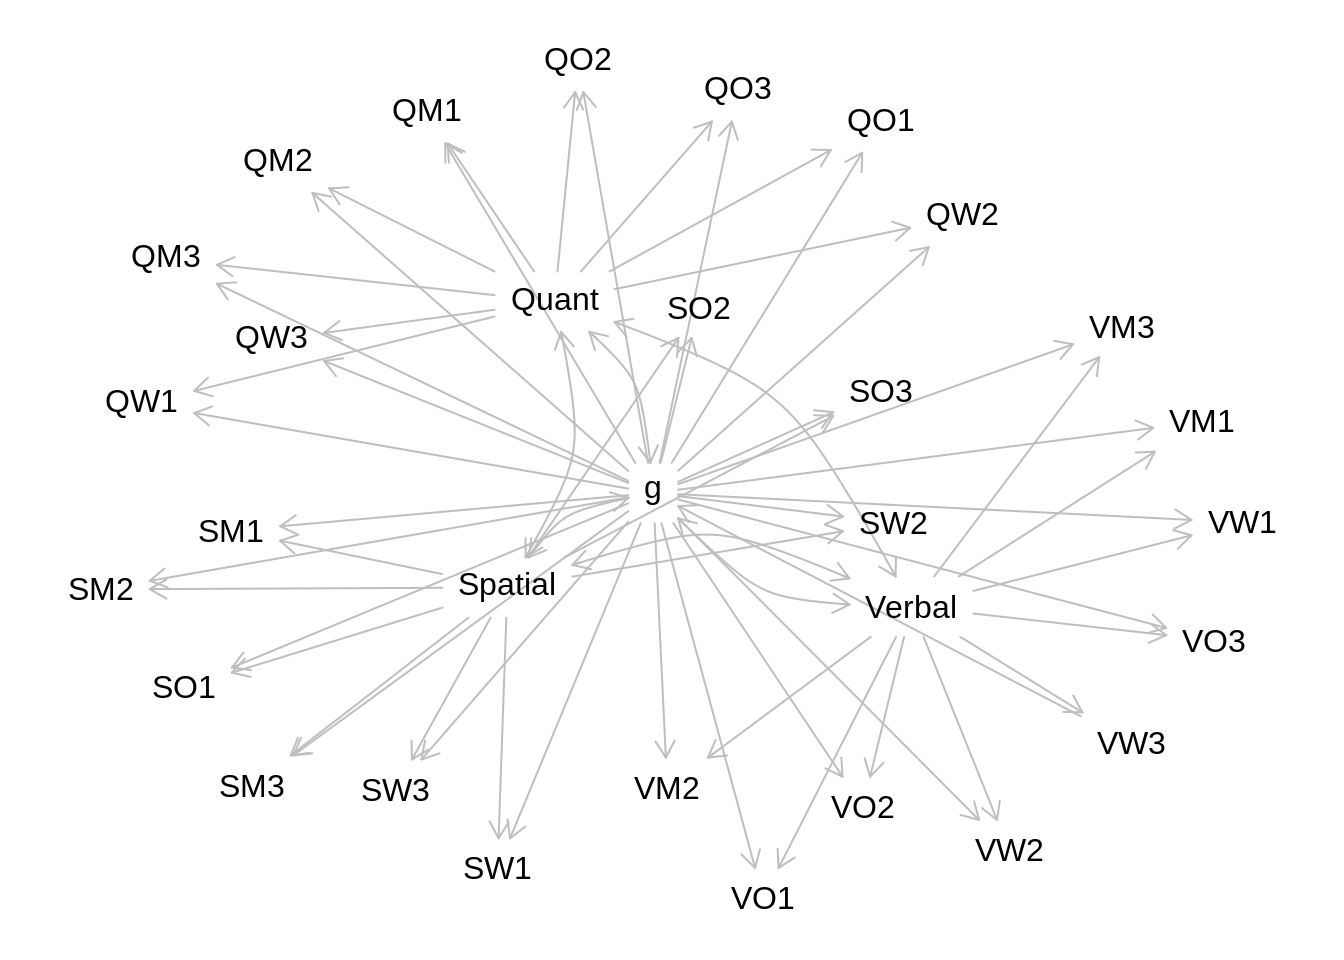 QO2
QO3
QM1
QO1
QM2
QW2
QM3
Quant
SO2
VM3
QW3
SO3
QW1
VM1
g
VW1
SW2
SM1
Spatial
SM2
Verbal
VO3
SO1
VW3
SM3
SW3
VM2
VO2
VW2
SW1
VO1